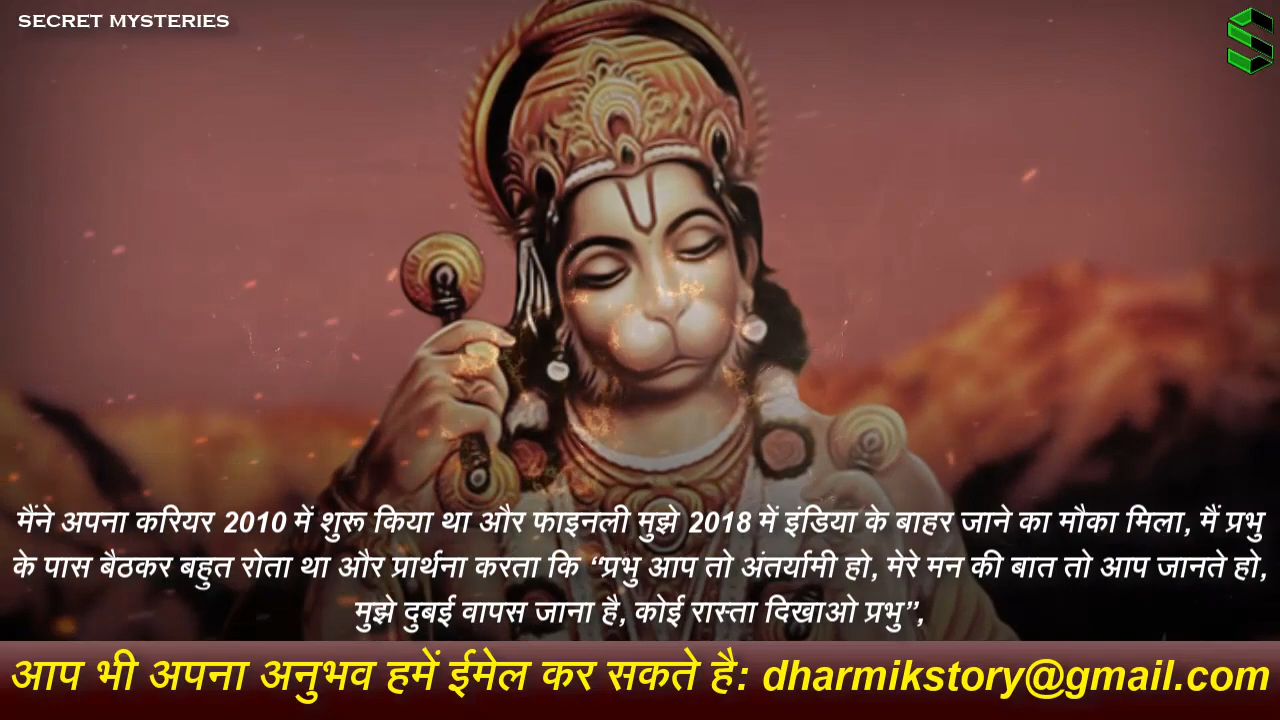 SECRET MYSTERIES
मैंने अपना करियर 2010 में शुरू किया था और फाइनली मुझे 2018 में इंडिया के बाहर जाने का मौका मिला, मैं प्रभु
के पास बैठकर बहुत रोता था और प्रार्थना करता कि “प्रभु आप तो अंतर्यामी हो, मेरे मन की बात तो आप जानते हो,
मुझे दुबई वापस जाना है, कोई रास्ता दिखाओ प्रभु”,
आप भी अपना अनुभव हमें ईमेल कर सकते है: dharmikstory@gmail.com